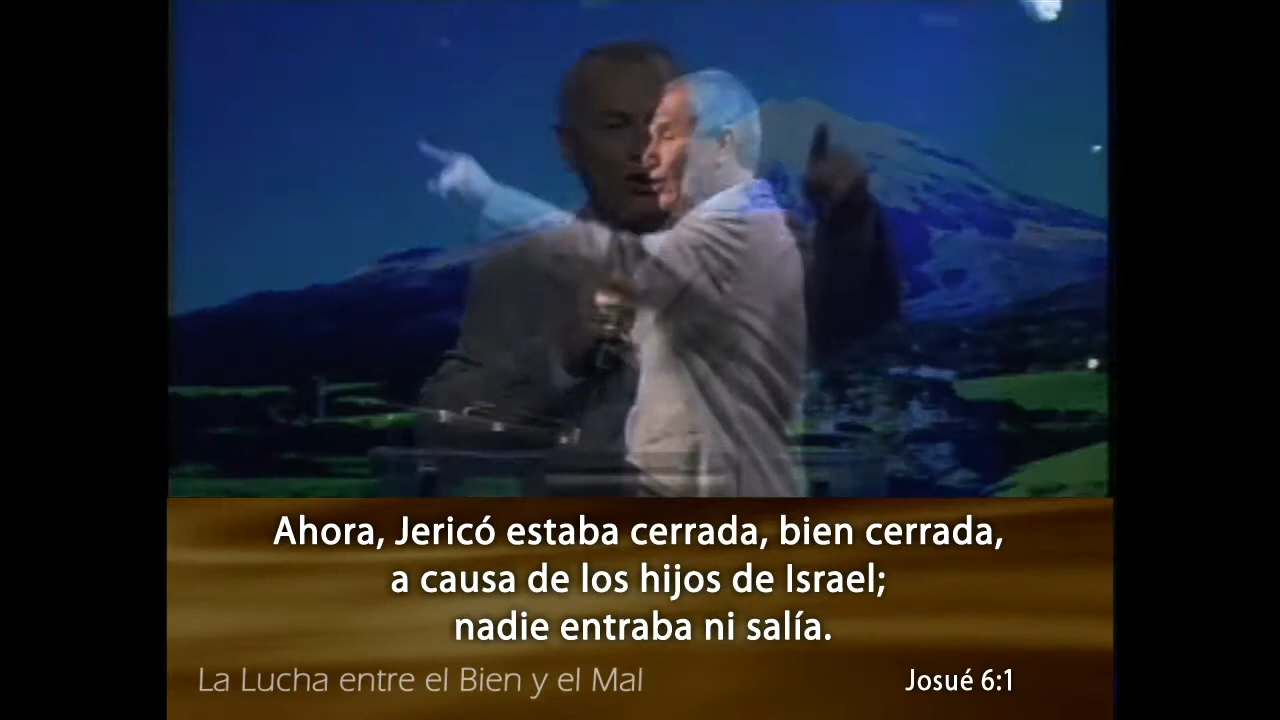 Ahora, Jericó estaba cerrada, bien cerrada,
a causa de los hijos de Israel;
nadie entraba ni salía.
La Lucha entre el Bien y el Mal
Josué 6:1